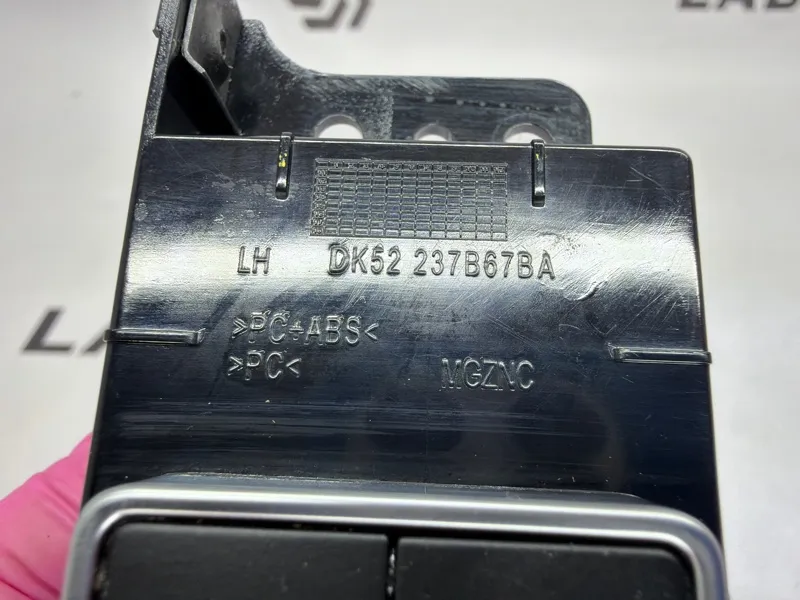 LH DK52 237B67BA
>PC+ABS<
>PC<
MGZNC